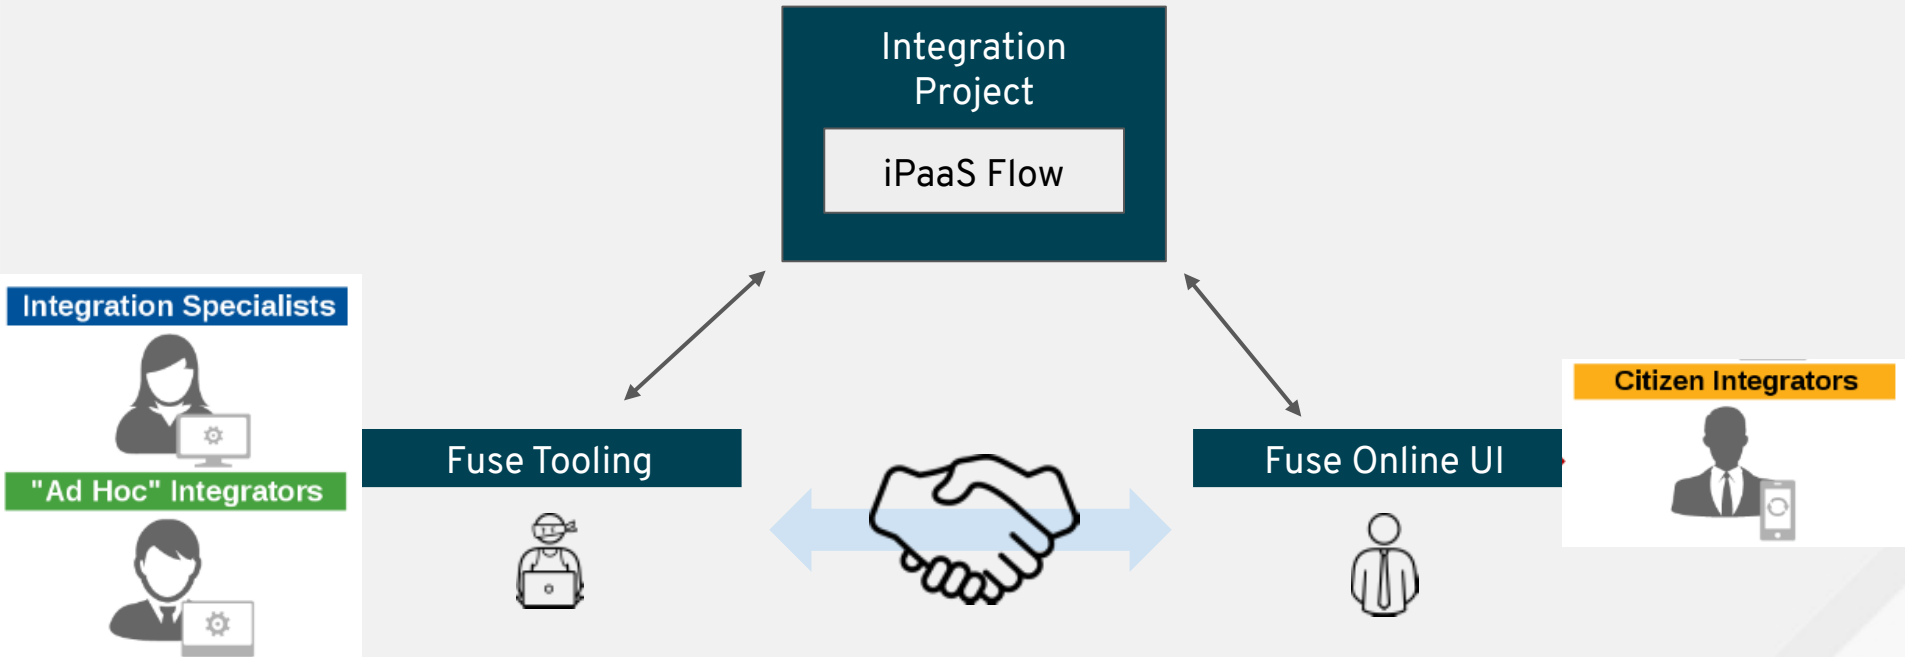 Integration
Project
iPaaS Flow
Integration Specialists
"Ad Hoc" Integrators
Fuse Tooling
Fuse Online UI
Citizen Integrators